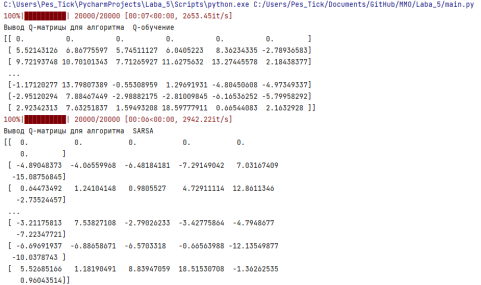 C:\Users\Pes_Tick\PycharmProjects\Laba_5\Scripts\python.exe C:/Users/Pes_Tick/Documents/GitHub/MMO/Laba_5/main.py
100%|██████████| 20000/20000 [00:07<00:00, 2653.45it/s]
Вывод Q-матрицы для алгоритма  Q-обучение
[[ 0.          0.          0.          0.          0.          0.        ]
 [ 5.52143126  6.86775597  5.74511127  6.0405223   8.36234335 -2.78936583]
 [ 9.72193748 10.70101343  7.71265927 11.6275632  13.27445578  2.18438377]
 ...
 [-1.17120277 13.79807389 -0.55308959  1.29691931 -4.80450608 -4.97349337]
 [-2.95120294  7.88467449 -2.98882175 -2.81009845 -6.16536252 -5.79958292]
 [ 2.92342313  7.63251837  1.59493208 18.59777911  0.66544083  2.1632928 ]]
100%|██████████| 20000/20000 [00:06<00:00, 2942.22it/s]
Вывод Q-матрицы для алгоритма  SARSA
[[  0.           0.           0.           0.           0.
    0.        ]
 [ -4.89048373  -4.06559968  -6.48184181  -7.29149042   7.03167409
  -15.08756845]
 [  0.64473492   1.24104148   0.9805527    4.72911114  12.8611346
   -2.73524457]
 ...
 [ -3.21175813   7.53827108  -2.79026233  -3.42775864  -4.7948677
   -7.22347721]
 [ -6.69691937  -6.88658671  -6.5703318   -0.66563988 -12.13549877
  -10.0378743 ]
 [  5.52685166   1.18190491   8.83947059  18.51530708  -1.36262535
    0.96043514]]